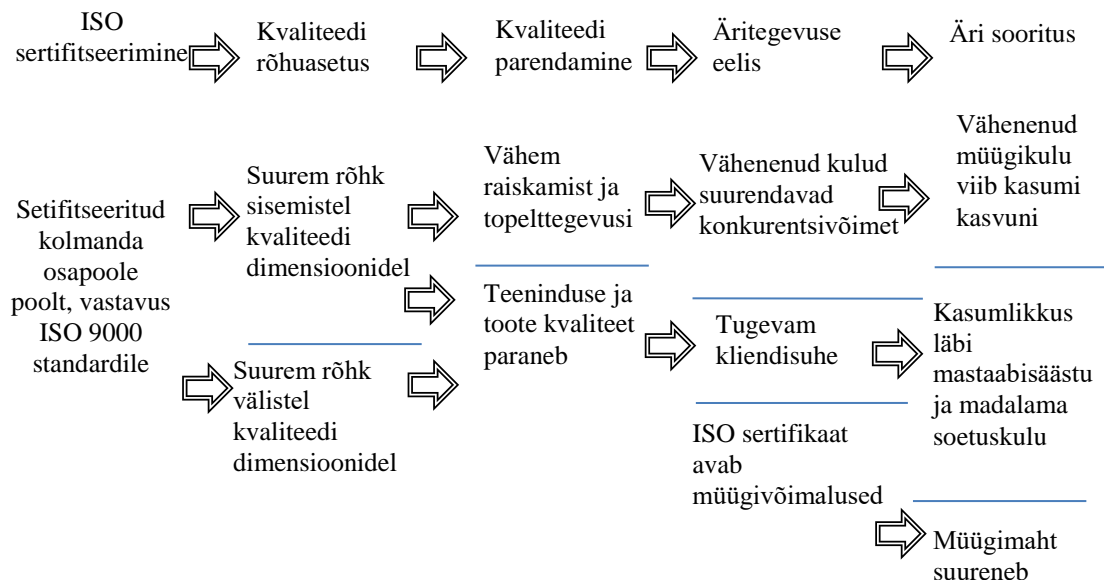 ISO
sertifitseerimine
Kvaliteedi
rõhuasetus
Kvaliteedi
parendamine
Äritegevuse
eelis
Äri sooritus
Setifitseeritud
kolmanda
osapoole
poolt, vastavus
ISO 9000
standardile
Suurem rõhk
sisemistel
kvaliteedi
dimensioonidel
Suurem rõhk
välistel
kvaliteedi
dimensioonidel
Vähem
raiskamist ja
topelttegevusi
Teeninduse ja
toote kvaliteet
paraneb
Vähenenud kulud
suurendavad
konkurentsivõimet
Tugevam
kliendisuhe
ISO sertifikaat
avab
müügivõimalused
Vähenenud
müügikulu
viib kasumi
kasvuni
Kasumlikkus
läbi
mastaabisäästu
ja madalama
soetuskulu
Müügimaht
suureneb